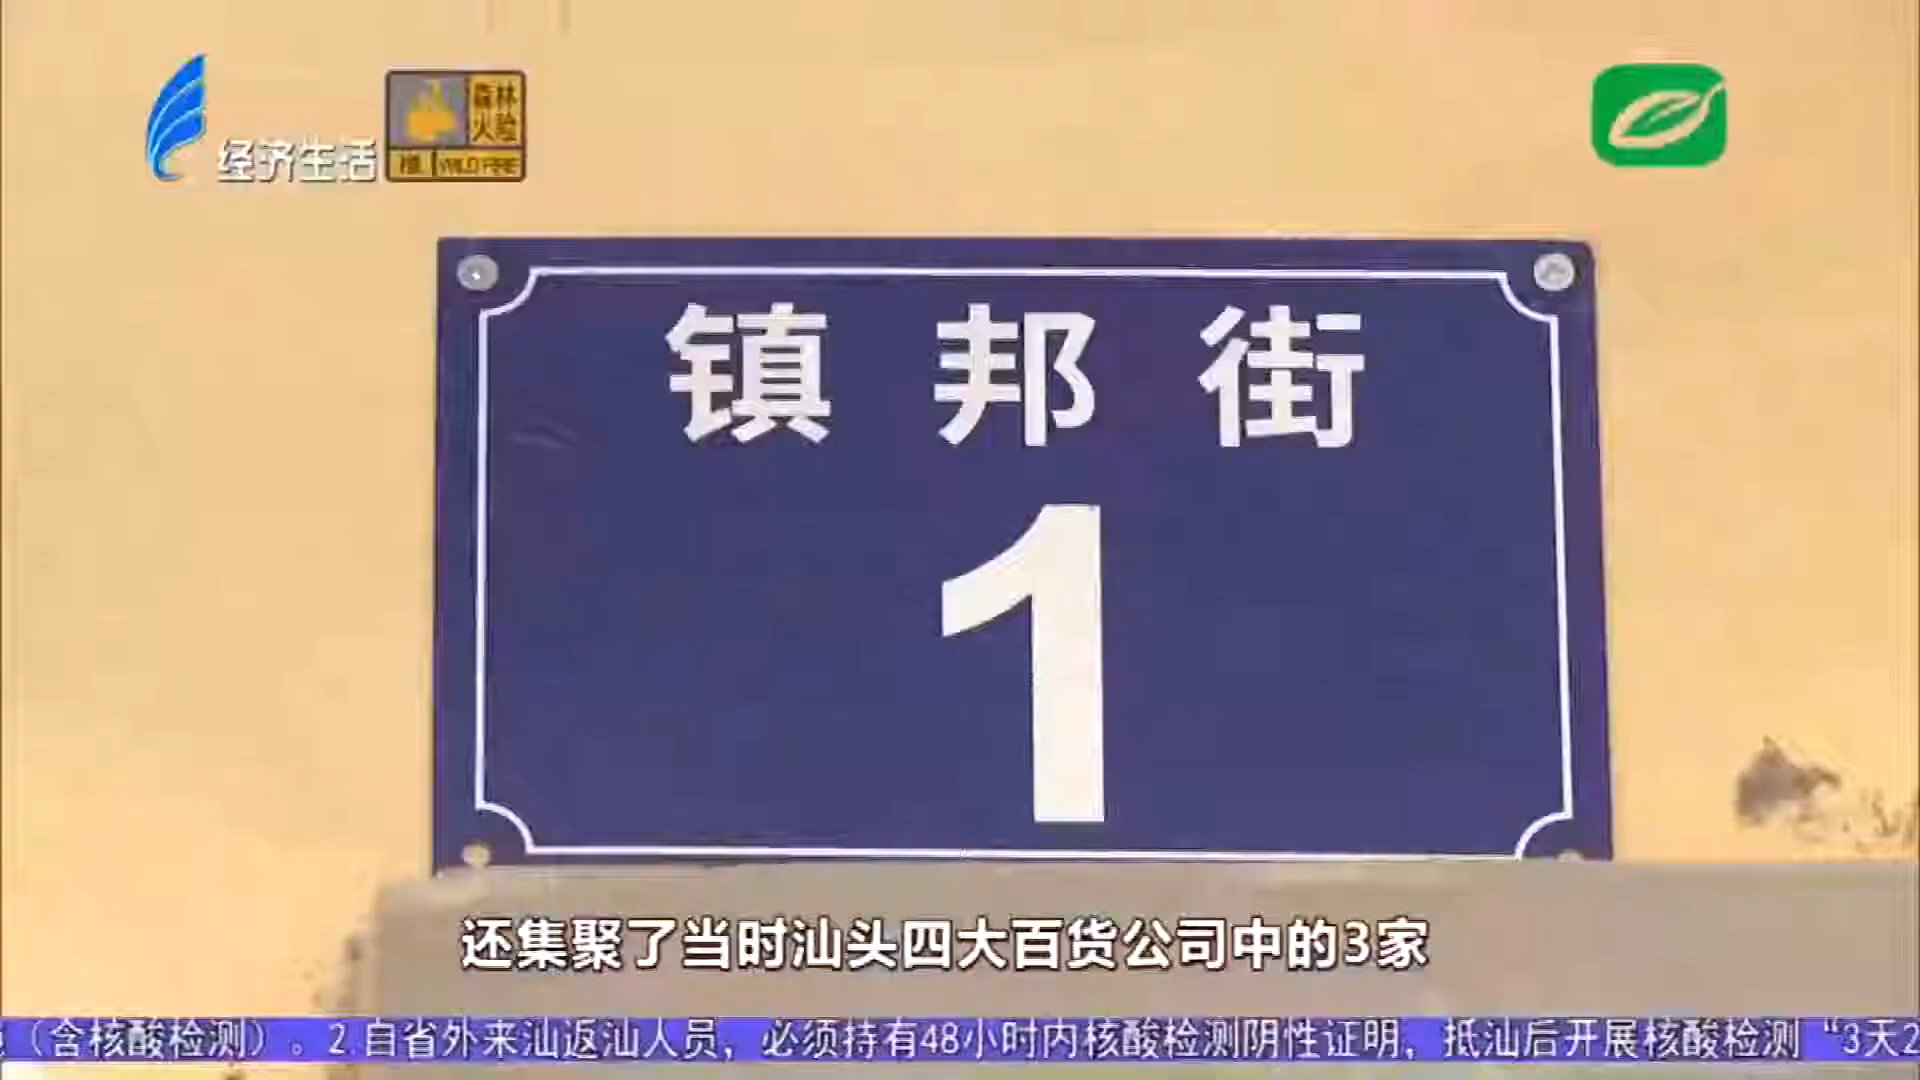 经济生活
森林
火险
橙 WILD FIRE
镇邦街
1
还集聚了当时汕头四大百货公司中的3家
（含核酸检测）。2.自省外来汕返汕人员，必须持有48小时内核酸检测阴性证明，抵汕后开展核酸检测“3天2